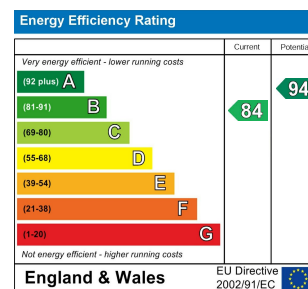 Energy Efficiency Rating
Current
Potentia
Very energy efficient - lower running costs
(92 plus) A
94
(81-91) B
84
(69-80) C
(55-68) D
(39-54) E
(21-38) F
(1-20) G
Not energy efficient - higher running costs
England & Wales
EU Directive
2002/91/EC